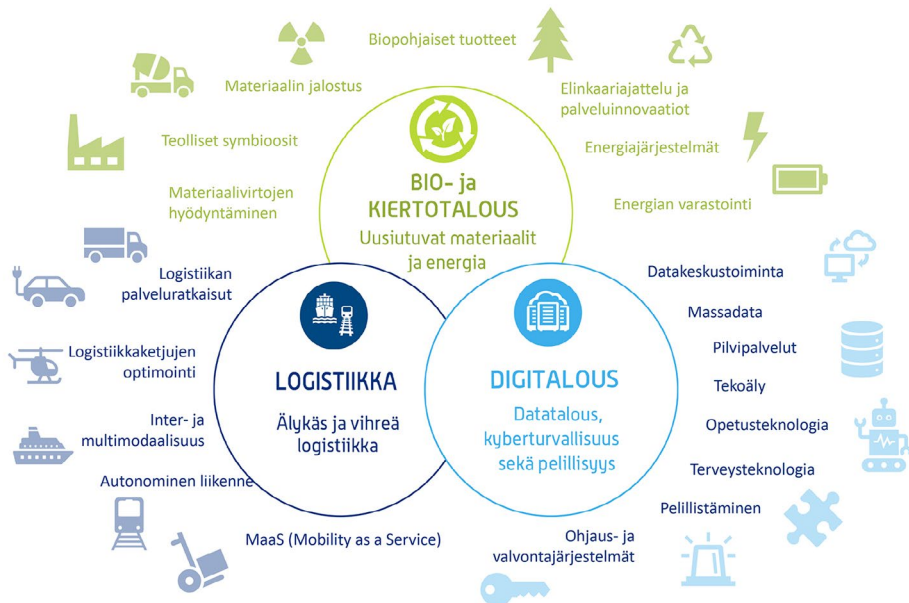 Biopohjaiset tuotteet
Materiaalin jalostus
Elinkaariajattelu ja
palveluinnovaatiot
Teolliset symbioosit
Energiajärjestelmät
Materiaalivirtojen
hyödyntäminen
Energian varastointi
BIO- ja
KIERTOTALOUS
Uusiutuvat materiaalit
ja energia
Logistiikan
palveluratkaisut
Logistiikkaketjujen
optimointi
Inter- ja
multimodaalisuus
Autonominen liikenne
MaaS (Mobility as a Service)
LOGISTIIKKA
Älykäs ja vihreä
logistiikka
DIGITALOUS
Datatalous,
kyberturvallisuus
sekä pelillisyys
Datakeskustoiminta
Massadata
Pilvipalvelut
Tekoäly
Opetusteknologia
Terveysteknologia
Pelillistäminen
Ohjaus- ja
valvontajärjestelmät